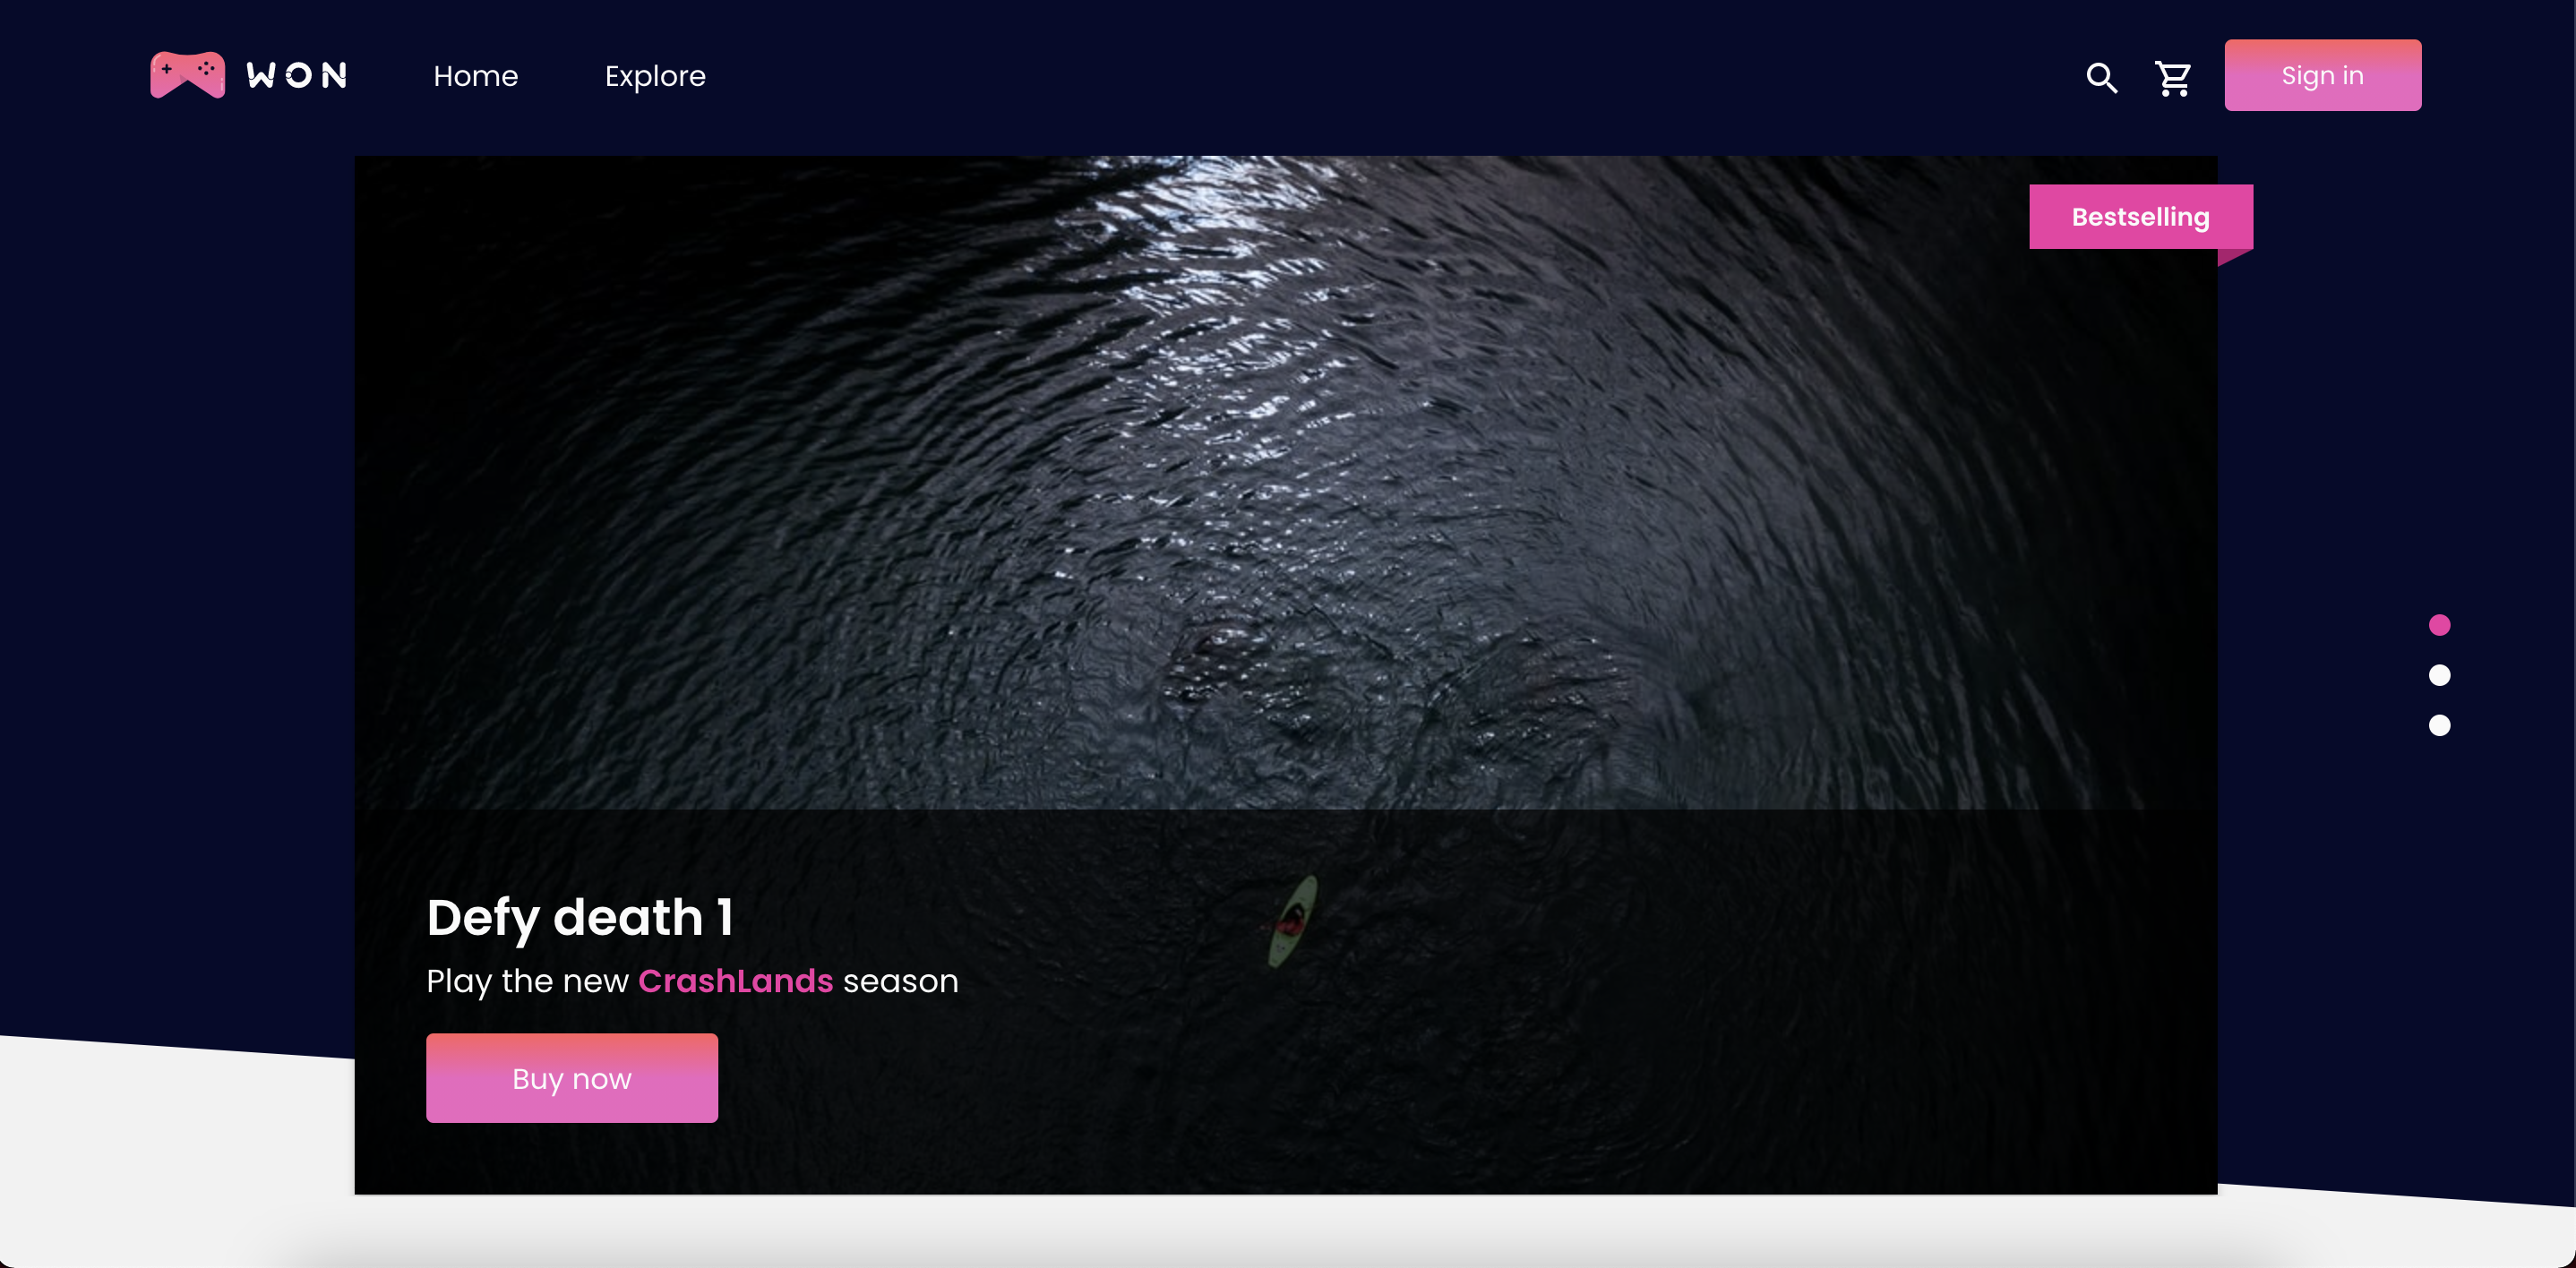 WON
Home
Explore
Sign in
Bestselling
Defy death 1
Play the new CrashLands season
Buy now